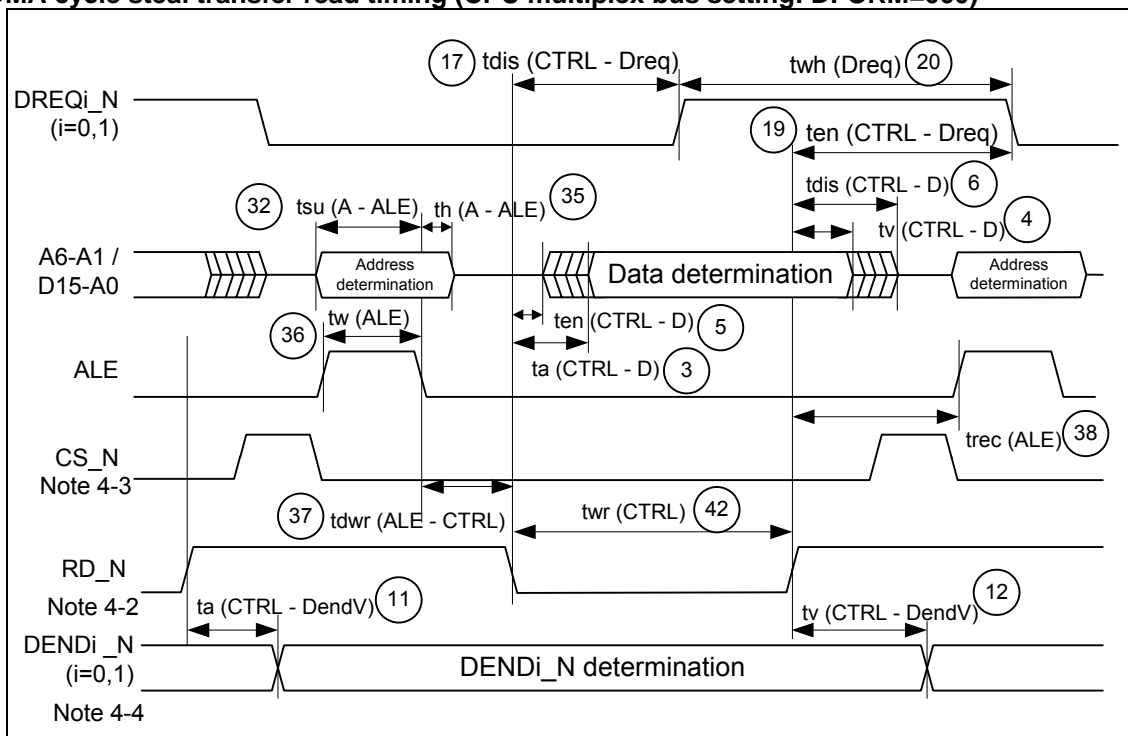 DMA cycle steal transfer read timing (CPU multiplex bus setting: DFORM=000)
17 tdis (CTRL - Dreq) twh (Dreq) 20
DREQi_N
(i=0,1)
19 ten (CTRL - Dreq)
tdis (CTRL - D) 6
32 tsu (A - ALE) th (A - ALE) 35
tv (CTRL - D) 4
A6-A1 /
D15-A0
Address
determination
Data determination
Address
determination
36 tw (ALE)
ten (CTRL - D) 5
ta (CTRL - D) 3
ALE
trec (ALE) 38
CS_N
Note 4-3
37 tdwr (ALE - CTRL)
twr (CTRL) 42
RD_N
Note 4-2
ta (CTRL - DendV) 11
tv (CTRL - DendV) 12
DENDi _N
(i=0,1)
DENDi_N determination
Note 4-4